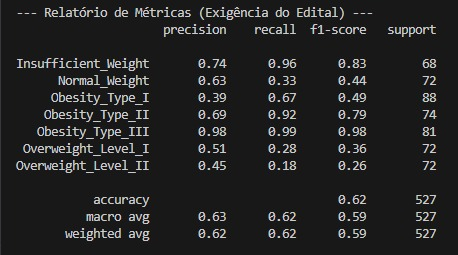 --- Relatório de Métricas (Exigência do Edital) ---
precision recall f1-score support
Insufficient_Weight 0.74 0.96 0.83 68
Normal_Weight 0.63 0.33 0.44 72
Obesity_Type_I 0.39 0.67 0.49 88
Obesity_Type_II 0.69 0.92 0.79 74
Obesity_Type_III 0.98 0.99 0.98 81
Overweight_Level_I 0.51 0.28 0.36 72
Overweight_Level_II 0.45 0.18 0.26 72
accuracy 0.62 527
macro avg 0.63 0.62 0.59 527
weighted avg 0.62 0.62 0.59 527